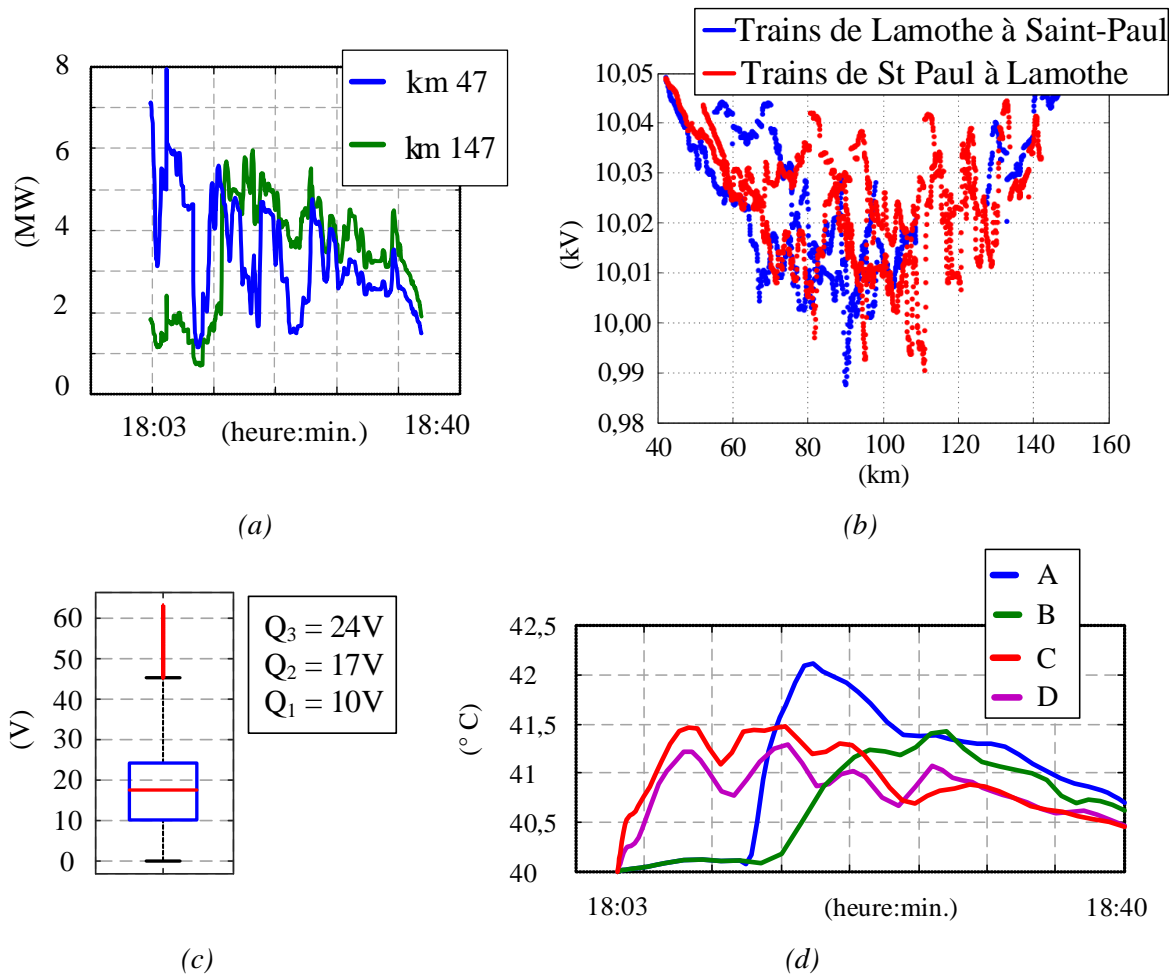 8
6
4
2
0
(MW)
km 47
km 147
18:03
(heure:min.)
18:40
(a)
Trains de Lamothe à Saint-Paul
Trains de St Paul à Lamothe
10,05
10,04
10,03
10,02
10,01
10,00
0,99
0,98
(kV)
40 60 80 100 120 140 160
(km)
(b)
60
50
40
30
20
10
0
(V)
Q3 = 24V
Q2 = 17V
Q1 = 10V
(c)
A
B
C
D
42,5
42
41,5
41
40,5
40
(° C)
18:03
(heure:min.)
18:40
(d)